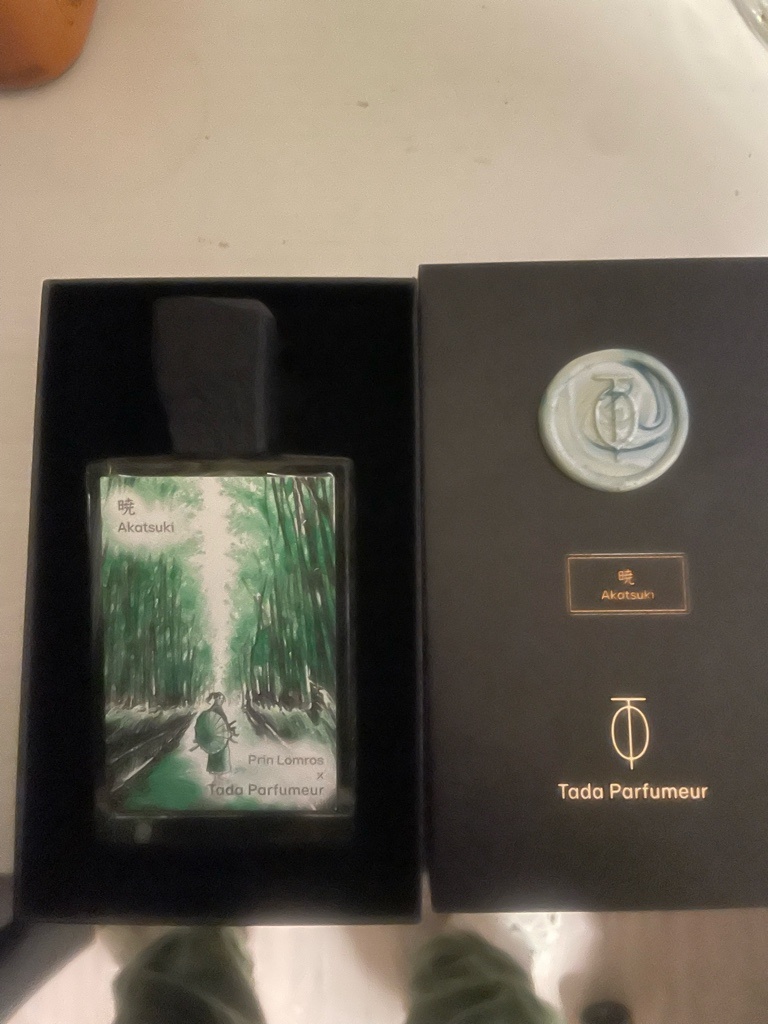 暁
Akatsuki
Prin Lomros
x
Tada Parfumeur
暁
Akatsuki
Tada Parfumeur